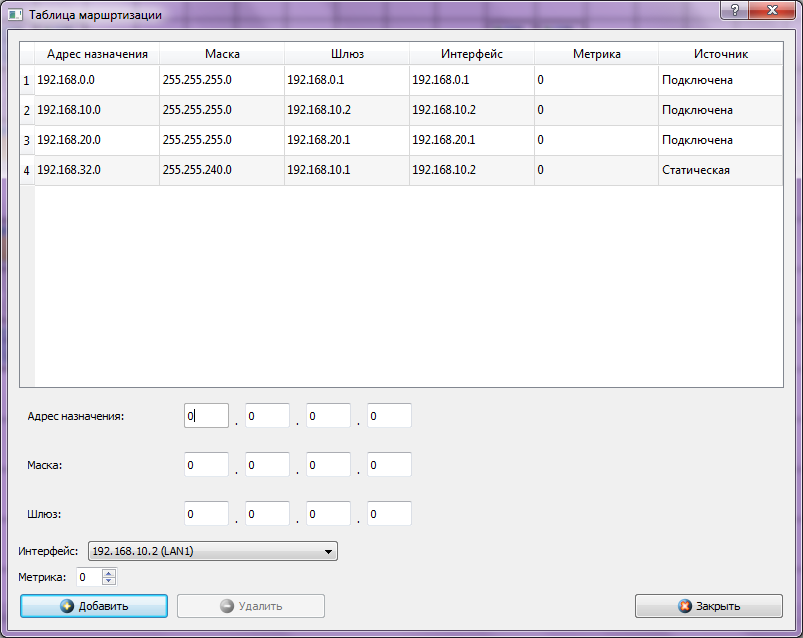 Таблица маршртизации
Адрес назначения Маска Шлюз Интерфейс Метрика Источник
1 192.168.0.0 255.255.255.0 192.168.0.1 192.168.0.1 0 Подключена
2 192.168.10.0 255.255.255.0 192.168.10.2 192.168.10.2 0 Подключена
3 192.168.20.0 255.255.255.0 192.168.20.1 192.168.20.1 0 Подключена
4 192.168.32.0 255.255.240.0 192.168.10.1 192.168.10.2 0 Статическая
Адрес назначения: 0 . 0 . 0 . 0
Маска: 0 . 0 . 0 . 0
Шлюз: 0 . 0 . 0 . 0
Интерфейс: 192.168.10.2 (LAN1)
Метрика: 0
Добавить Удалить Закрыть